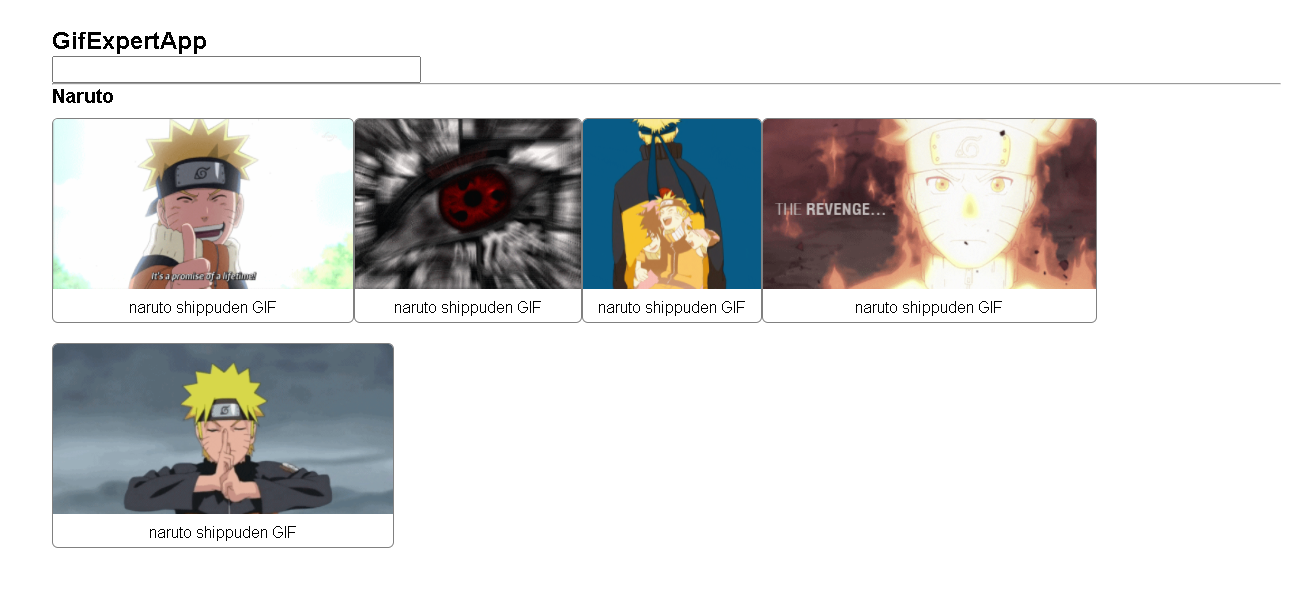 GifExpertApp
Naruto
It's a promise of a lifetime!
THE REVENGE...
naruto shippuden GIF
naruto shippuden GIF
naruto shippuden GIF
naruto shippuden GIF
naruto shippuden GIF